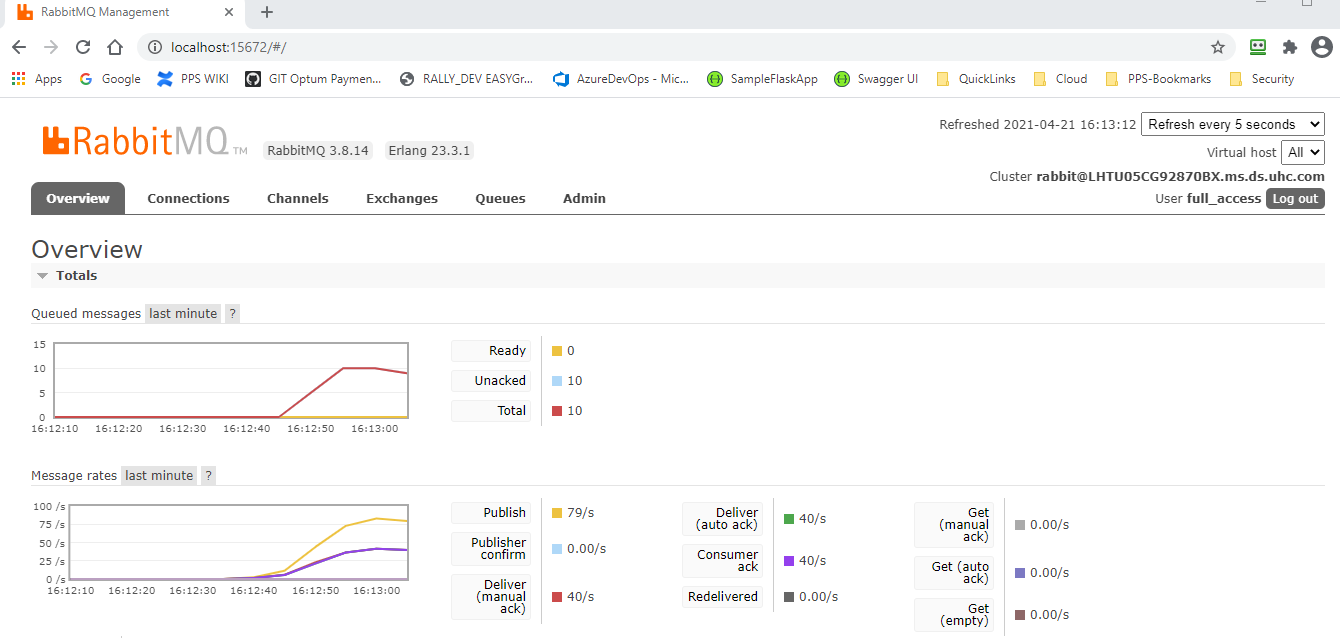 RabbitMQ Management
localhost:15672/#/
Apps Google PPS WIKI GIT Optum Paymen... RALLY_DEV EASYGr... AzureDevOps - Mic... SampleFlaskApp Swagger UI QuickLinks Cloud PPS-Bookmarks Security
Refreshed 2021-04-21 16:13:12 Refresh every 5 seconds
RabbitMQ TM RabbitMQ 3.8.14 Erlang 23.3.1
Virtual host All
Cluster rabbit@LHTU05CG92870BX.ms.ds.uhc.com
User full_access Log out
Overview Connections Channels Exchanges Queues Admin
Overview
Totals
Queued messages last minute ?
15
10
5
0
16:12:10 16:12:20 16:12:30 16:12:40 16:12:50 16:13:00
Ready 0
Unacked 10
Total 10
Message rates last minute ?
100 /s
75 /s
50 /s
25 /s
0 /s
16:12:10 16:12:20 16:12:30 16:12:40 16:12:50 16:13:00
Publish 79/s
Publisher
confirm 0.00/s
Deliver
(manual
ack) 40/s
Deliver
(auto ack) 40/s
Consumer
ack 40/s
Redelivered 0.00/s
Get
(manual
ack) 0.00/s
Get (auto
ack) 0.00/s
Get
(empty) 0.00/s